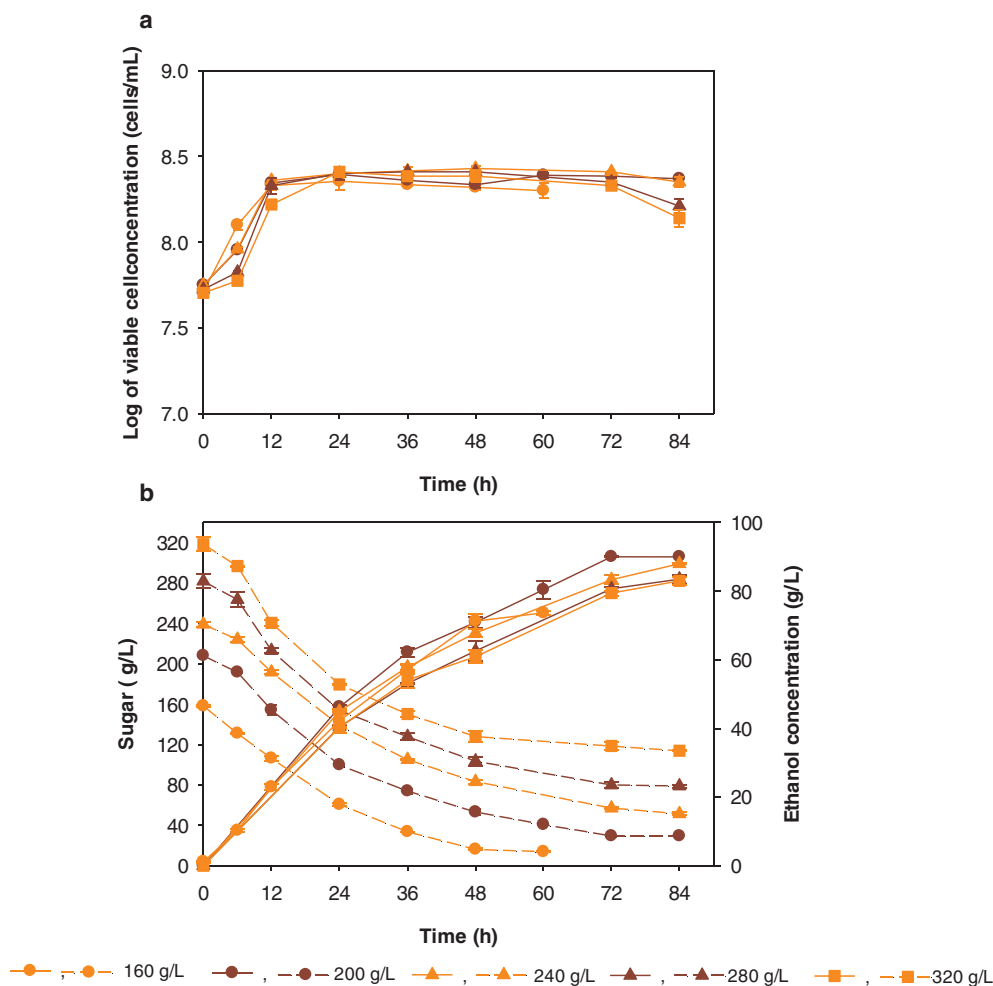 a
Log of viable cellconcentration (cells/mL)
9.0
8.5
8.0
7.5
7.0
0 12 24 36 48 60 72 84
Time (h)
b
Sugar ( g/L)
320
280
240
200
160
120
80
40
0
100
80
60
40
20
0
Ethanol concentration (g/L)
0 12 24 36 48 60 72 84
Time (h)
, 160 g/L , 200 g/L , 240 g/L , 280 g/L , 320 g/L